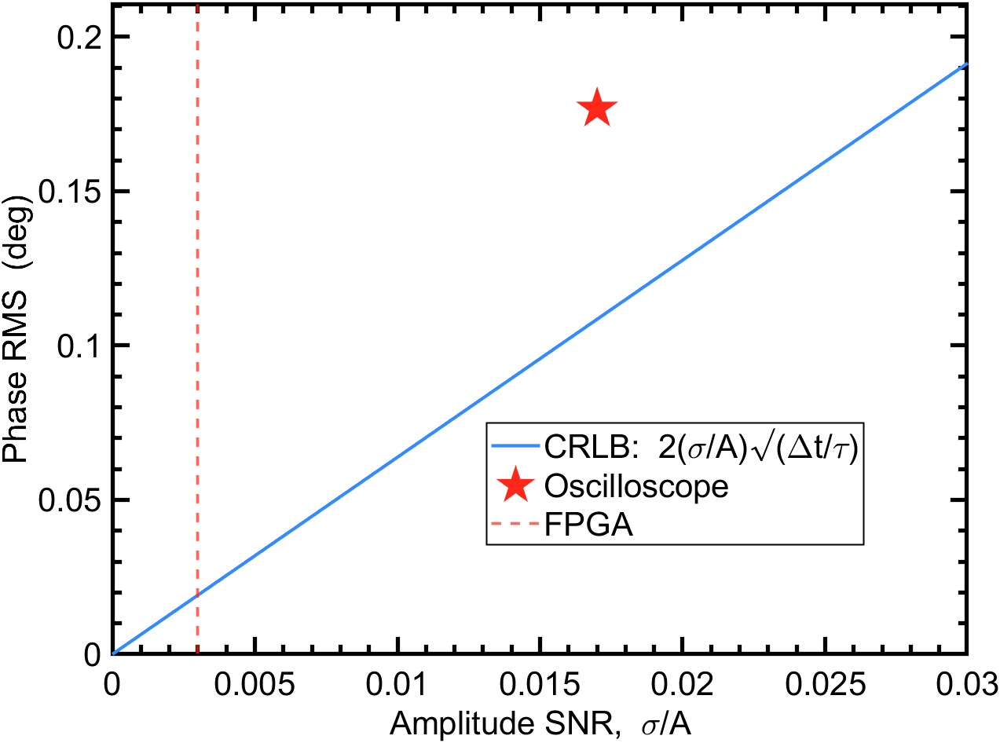 0.2
0.15
0.1
0.05
0
Phase RMS (deg)
CRLB: 2(σ/A)√(Δt/τ)
Oscilloscope
FPGA
0 0.005 0.01 0.015 0.02 0.025 0.03
Amplitude SNR, σ/A